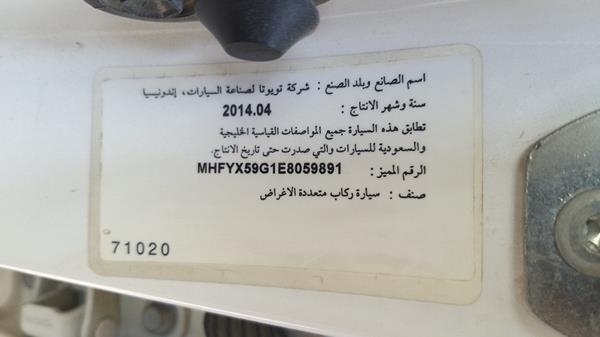 اسم الصانع وبلد الصنع : شركة تويوتا لصناعة السيارات، إندونيسيا
سنة وشهر الانتاج : 2014.04
تطابق هذه السيارة جميع المواصفات القياسية الخليجية
والسعودية للسيارات والتي صدرت حتى تاريخ الانتاج.
الرقم المميز : MHFYX59G1E8059891
صنف : سيارة ركاب متعددة الاغراض
71020